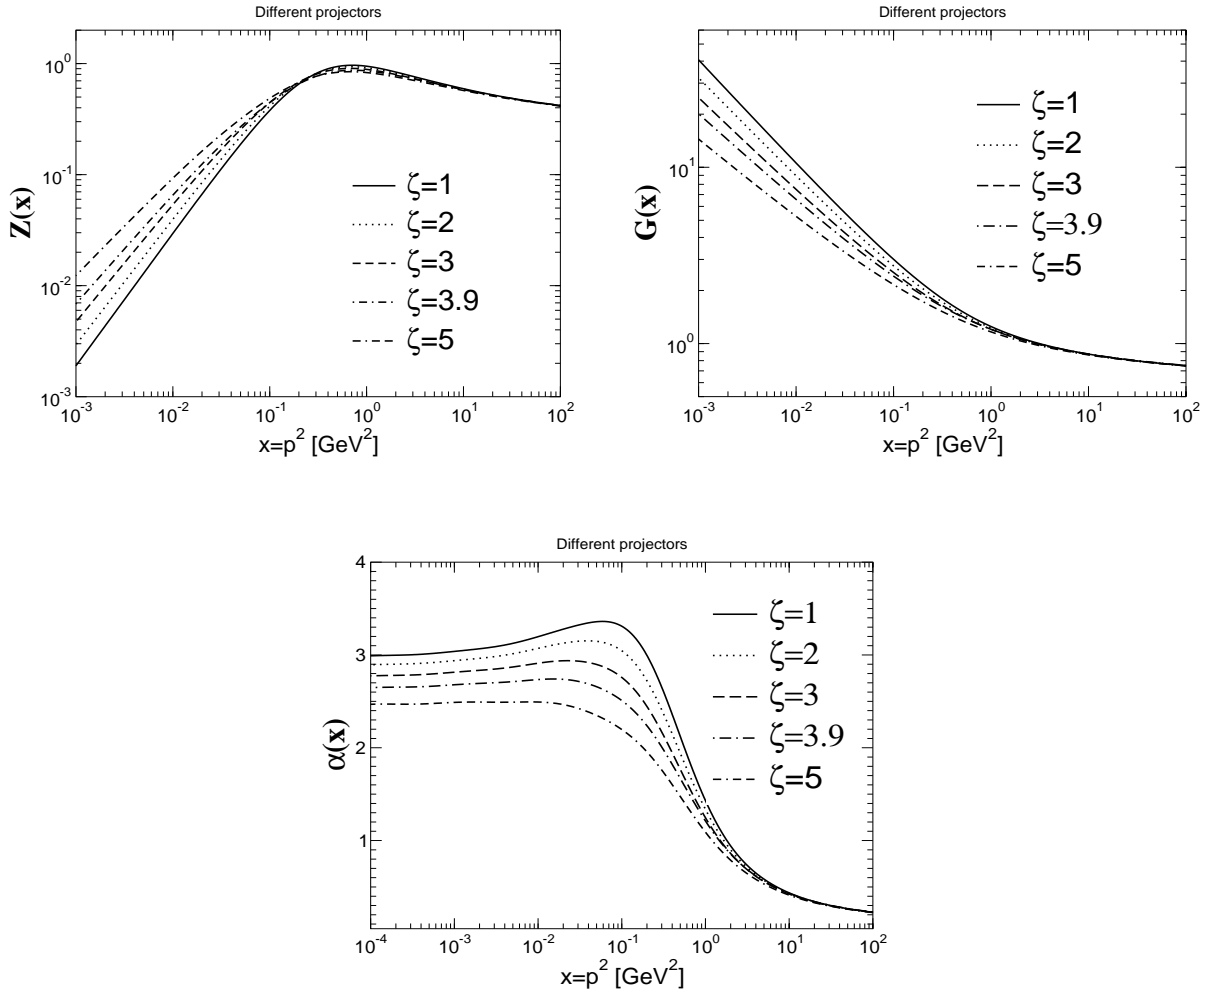 Different projectors
Z(x)
10^0
10^-1
10^-2
10^-3
ζ=1
ζ=2
ζ=3
ζ=3.9
ζ=5
10^-3 10^-2 10^-1 10^0 10^1 10^2
x=p^2 [GeV^2]
Different projectors
G(x)
10^1
10^0
ζ=1
ζ=2
ζ=3
ζ=3.9
ζ=5
10^-3 10^-2 10^-1 10^0 10^1 10^2
x=p^2 [GeV^2]
Different projectors
α(x)
4
3
2
1
ζ=1
ζ=2
ζ=3
ζ=3.9
ζ=5
10^-4 10^-3 10^-2 10^-1 10^0 10^1 10^2
x=p^2 [GeV^2]